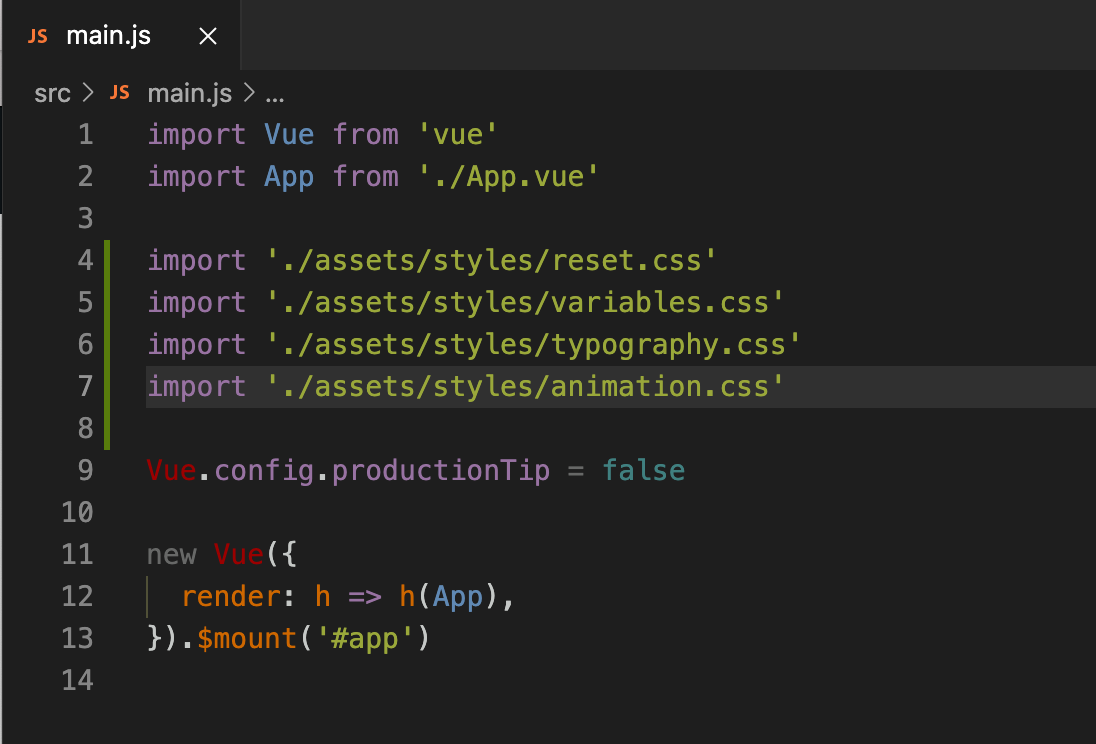 JS main.js ×
src > JS main.js > ...
1 import Vue from 'vue'
2 import App from './App.vue'
3
4 import './assets/styles/reset.css'
5 import './assets/styles/variables.css'
6 import './assets/styles/typography.css'
7 import './assets/styles/animation.css'
8
9 Vue.config.productionTip = false
10
11 new Vue({
12   render: h => h(App),
13 }).$mount('#app')
14